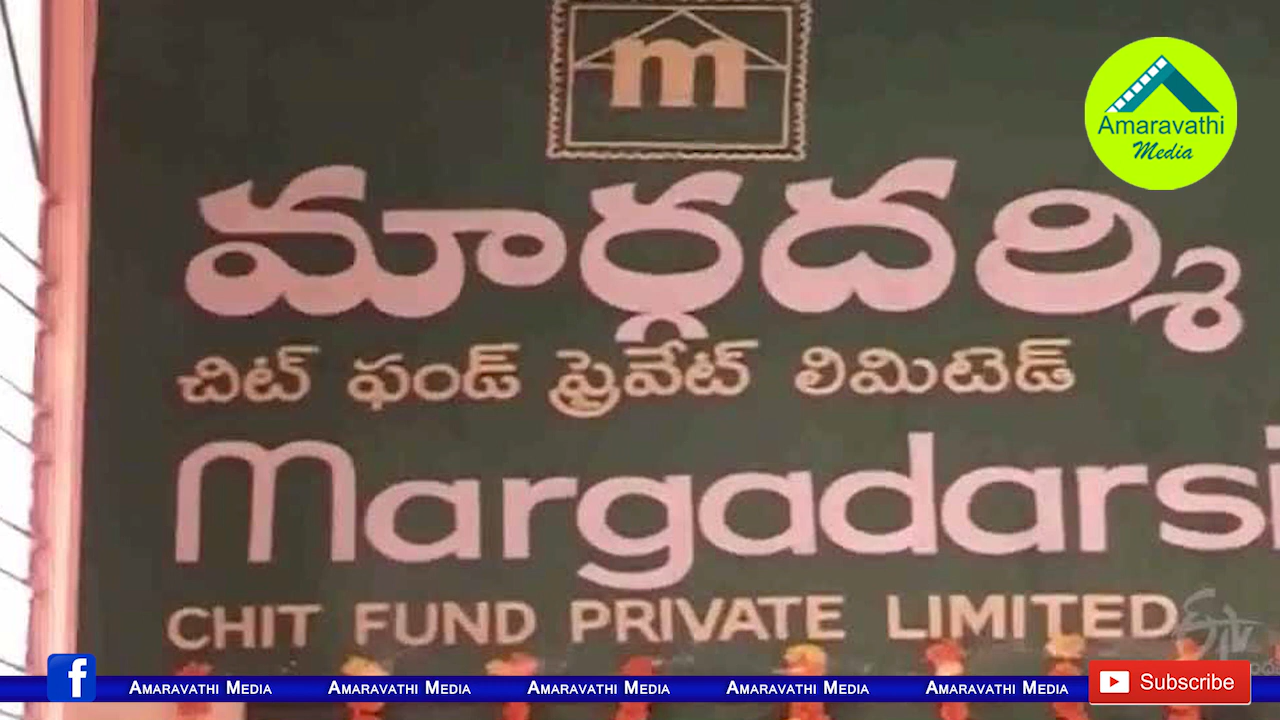 m
Amaravathi
Media
మార్గదర్శి
చిట్ ఫండ్ ప్రైవేట్ లిమిటెడ్
Margadarsi
CHIT FUND PRIVATE LIMITED
f AMARAVATHI MEDIA AMARAVATHI MEDIA AMARAVATHI MEDIA AMARAVATHI MEDIA AMARAVATHI MEDIA Subscribe